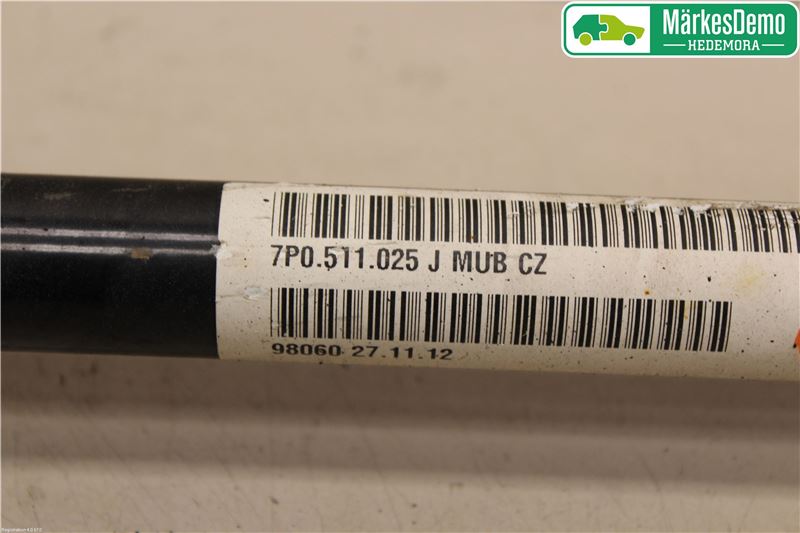 MärkesDemo
HEDEMORA
7P0.511.025 J MUB CZ
98060 27.11.12